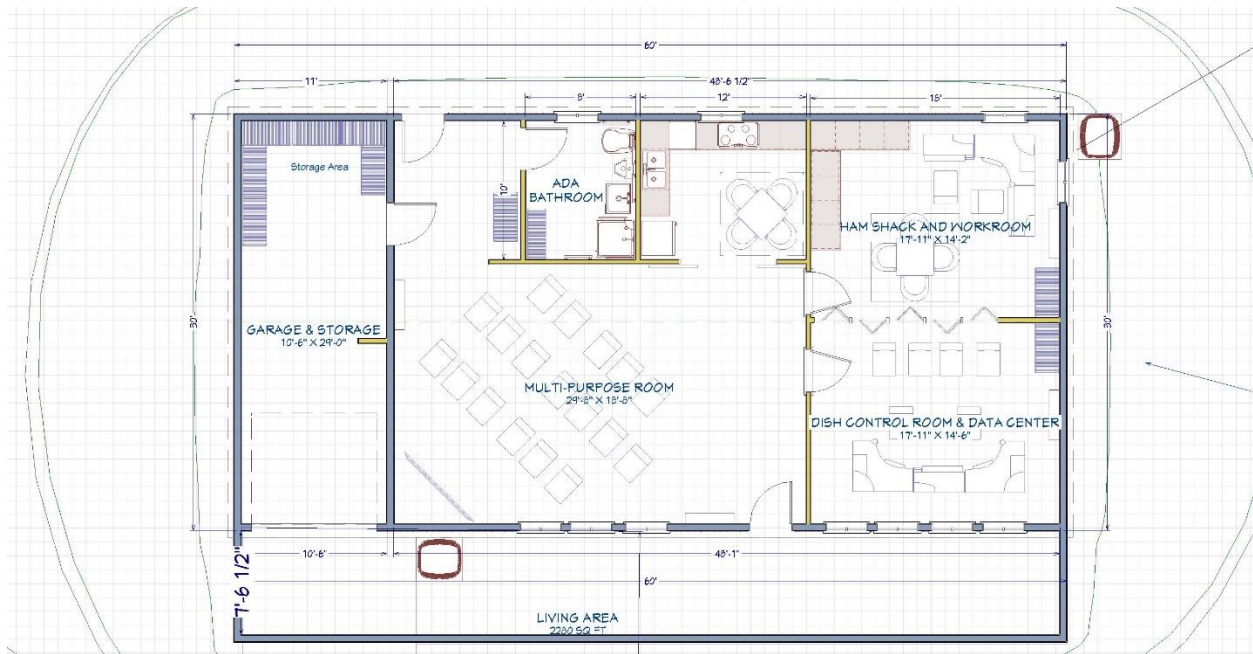 60'
11'
48'-6 1/2"
8'
12'
18'
Storage Area
ADA
BATHROOM
10'
HAM SHACK AND WORKROOM
17'-11" X 14'-2"
30'
GARAGE & STORAGE
10'-6" X 29'-0"
30'
MULTI-PURPOSE ROOM
29'-8" X 18'-8"
DISH CONTROL ROOM & DATA CENTER
17'-11" X 14'-6"
10'-6"
48'-1"
7'-6 1/2"
60'
LIVING AREA
2280 SQ FT